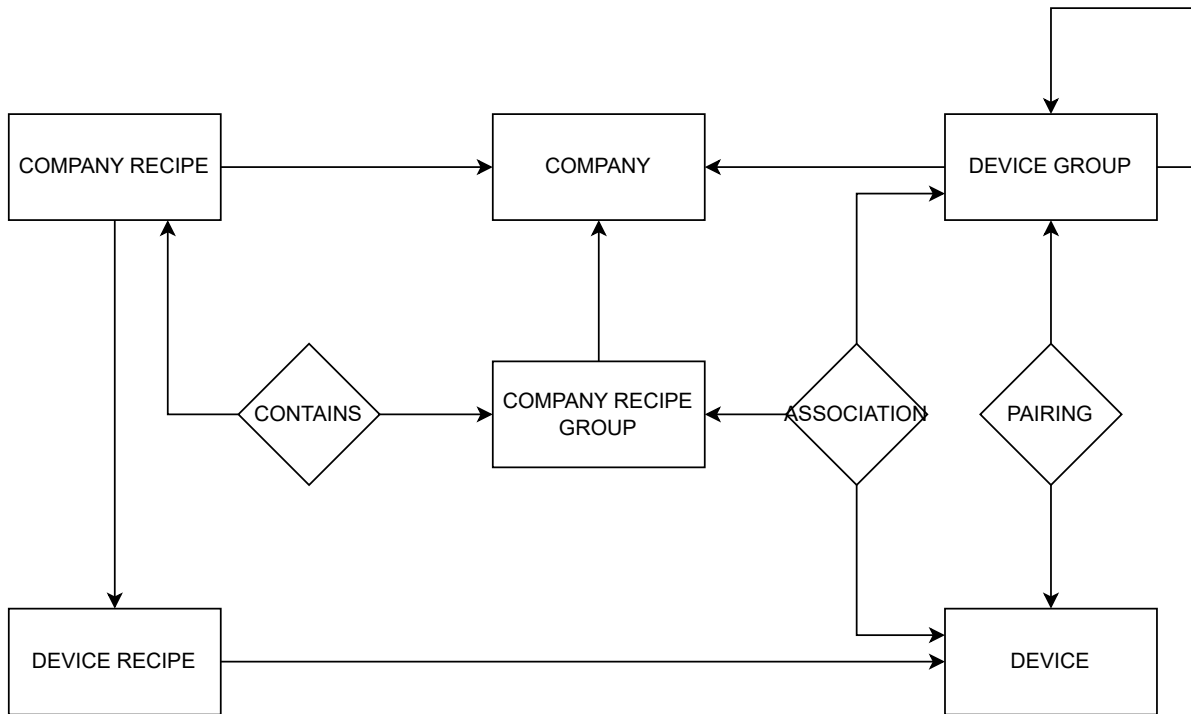 COMPANY RECIPE
COMPANY
DEVICE GROUP
CONTAINS
COMPANY RECIPE
GROUP
ASSOCIATION
PAIRING
DEVICE RECIPE
DEVICE